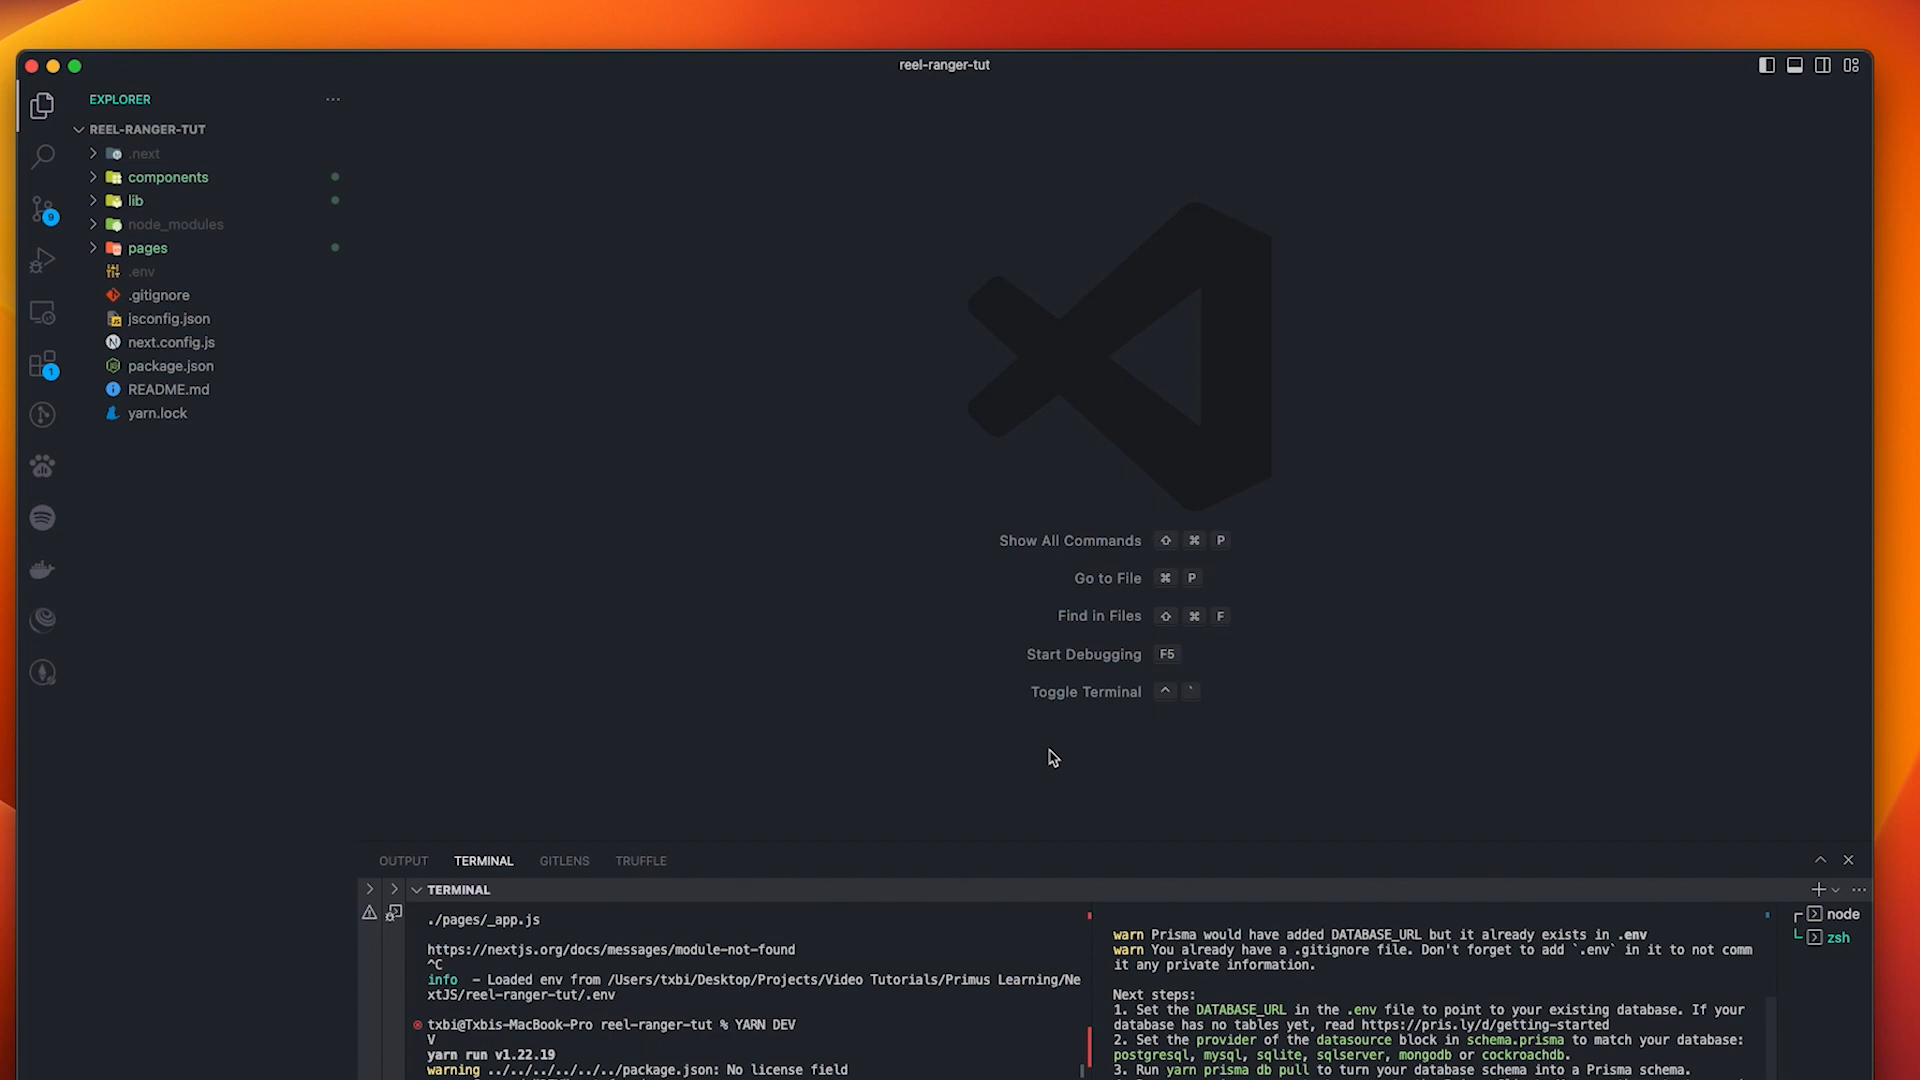 reel-ranger-tut
EXPLORER
REEL-RANGER-TUT
.next
components
lib
node_modules
pages
.env
.gitignore
jsconfig.json
next.config.js
package.json
README.md
yarn.lock
9
1
Show All Commands ⇧ ⌘ P
Go to File ⌘ P
Find in Files ⇧ ⌘ F
Start Debugging F5
Toggle Terminal ^ `
OUTPUT TERMINAL GITLENS TRUFFLE
TERMINAL
./pages/_app.js
https://nextjs.org/docs/messages/module-not-found
^C
info - Loaded env from /Users/txbi/Desktop/Projects/Video Tutorials/Primus Learning/Ne
xtJS/reel-ranger-tut/.env
txbi@Txbis-MacBook-Pro reel-ranger-tut % YARN DEV
V
yarn run v1.22.19
warning ../../../../../package.json: No license field
warn Prisma would have added DATABASE_URL but it already exists in .env
warn You already have a .gitignore file. Don't forget to add `.env` in it to not comm
it any private information.
Next steps:
1. Set the DATABASE_URL in the .env file to point to your existing database. If your
database has no tables yet, read https://pris.ly/d/getting-started
2. Set the provider of the datasource block in schema.prisma to match your database:
postgresql, mysql, sqlite, sqlserver, mongodb or cockroachdb.
3. Run yarn prisma db pull to turn your database schema into a Prisma schema.
node
zsh